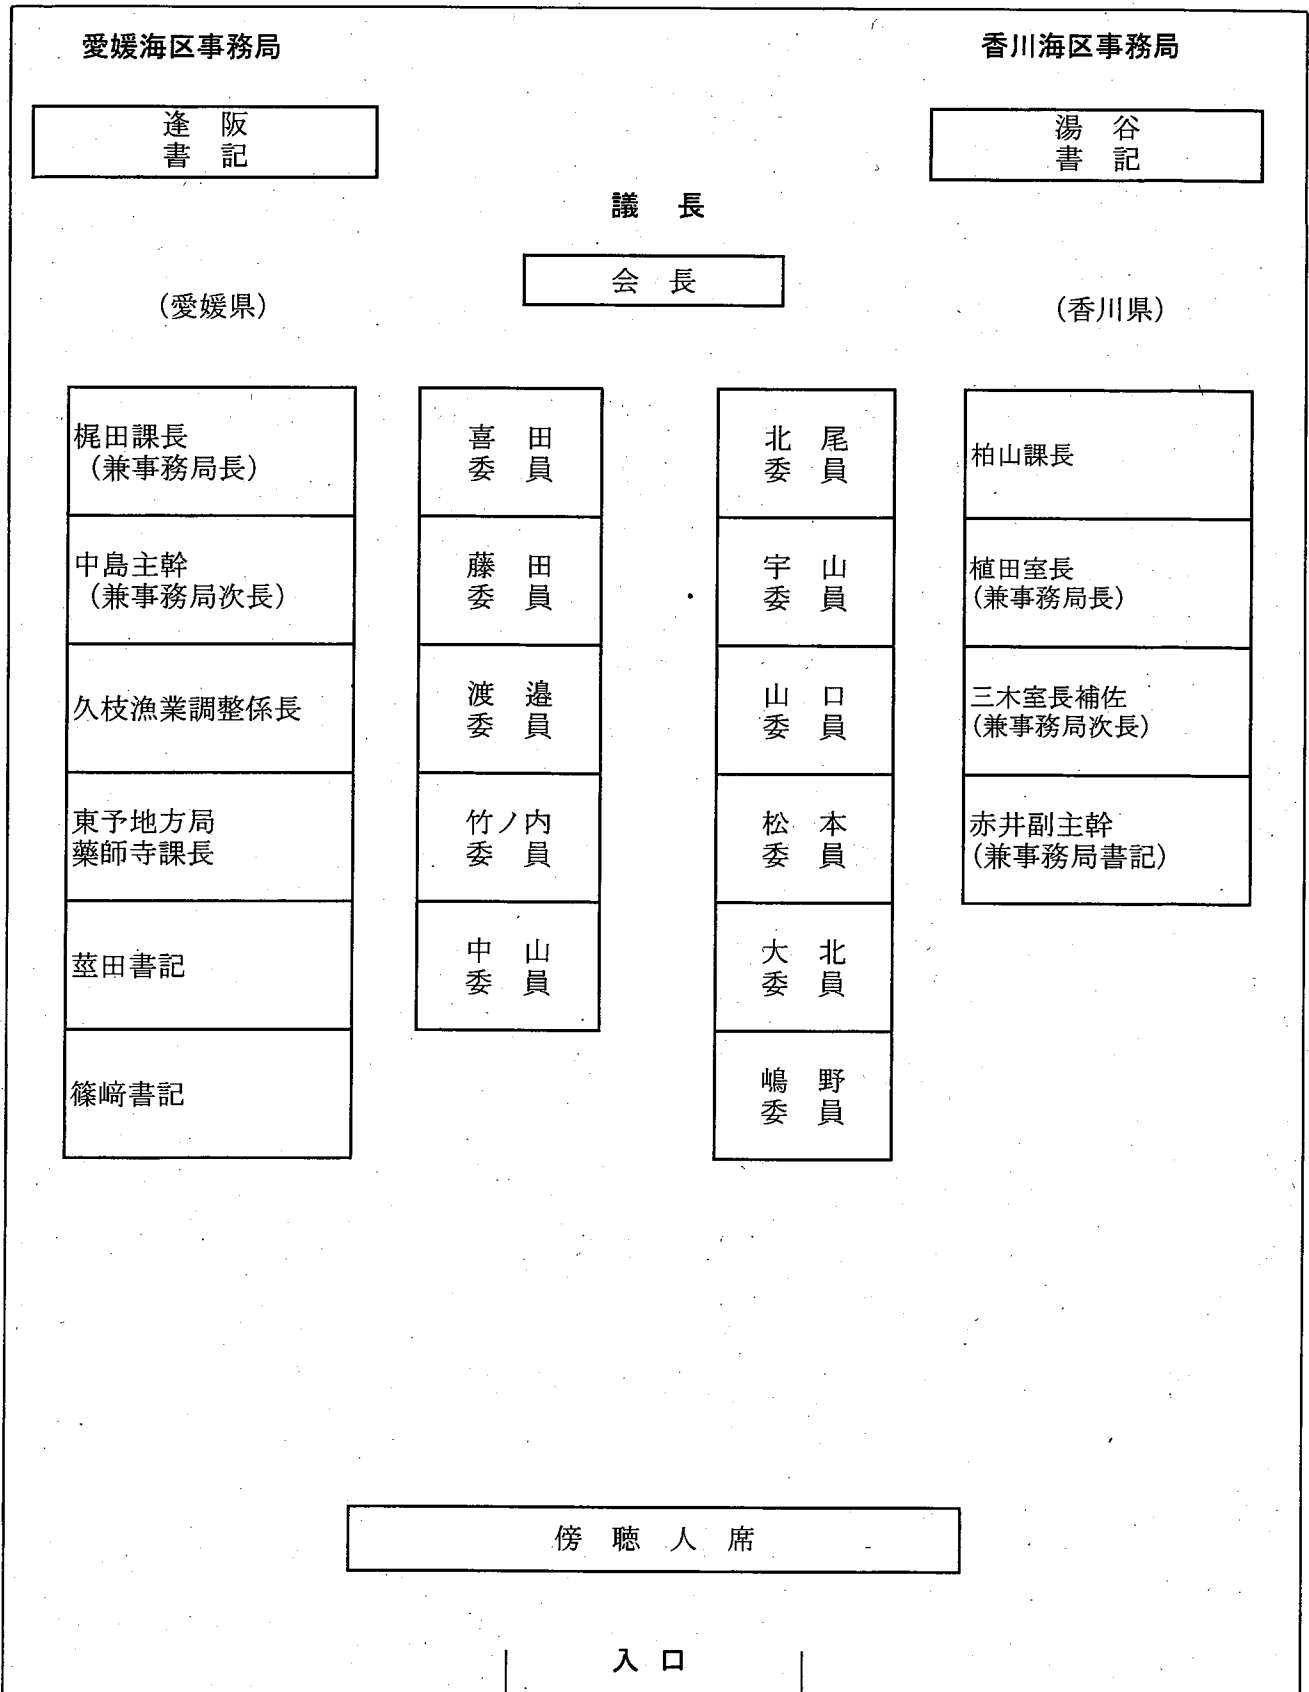 愛媛海区事務局
香川海区事務局
逢　阪
書　記
湯　谷
書　記
議　長
会　長
（愛媛県）
（香川県）
梶田課長
（兼事務局長）
中島主幹
（兼事務局次長）
久枝漁業調整係長
東予地方局
薬師寺課長
莖田書記
篠﨑書記
喜　田
委　員
藤　田
委　員
渡　邉
委　員
竹ノ内
委　員
中　山
委　員
北　尾
委　員
宇　山
委　員
山　口
委　員
松　本
委　員
大　北
委　員
嶋　野
委　員
柏山課長
植田室長
（兼事務局長）
三木室長補佐
（兼事務局次長）
赤井副主幹
（兼事務局書記）
傍　聴　人　席
入　口